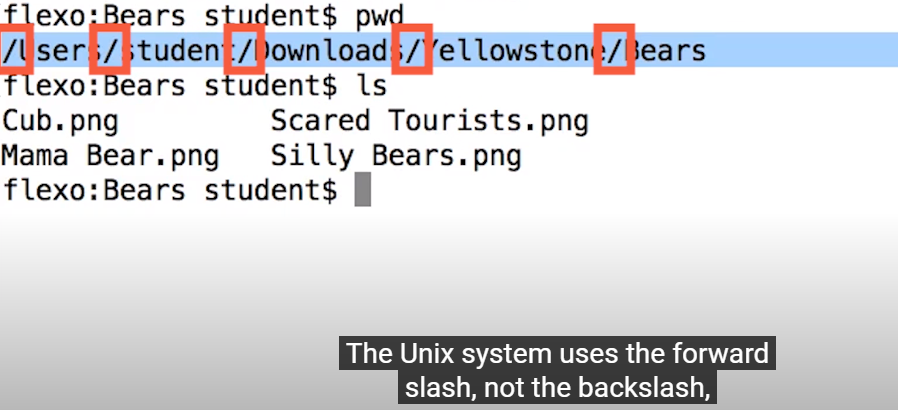 flexo:Bears student$ pwd
/Users/student/Downloads/Yellowstone/Bears
flexo:Bears student$ ls
Cub.png Scared Tourists.png
Mama Bear.png Silly Bears.png
flexo:Bears student$
The Unix system uses the forward
slash, not the backslash,